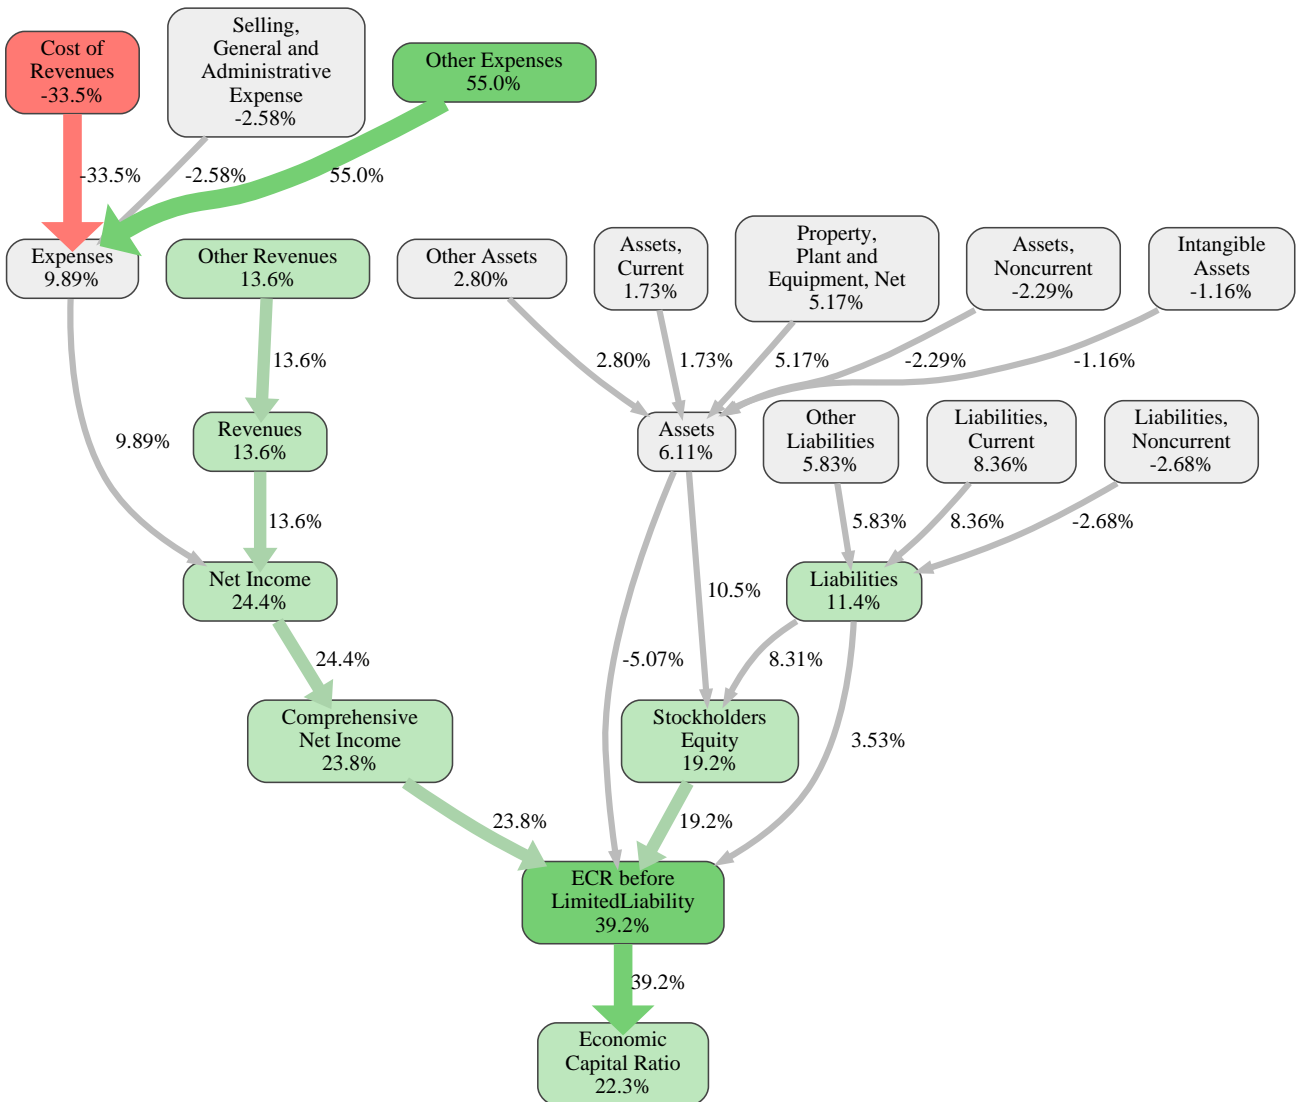 Cost of
Revenues
-33.5%
Selling,
General and
Administrative
Expense
-2.58%
Other Expenses
55.0%
-33.5%
-2.58%
55.0%
Expenses
9.89%
Other Revenues
13.6%
Other Assets
2.80%
Assets,
Current
1.73%
Property,
Plant and
Equipment, Net
5.17%
Assets,
Noncurrent
-2.29%
Intangible
Assets
-1.16%
13.6%
2.80%
1.73%
5.17%
-2.29%
-1.16%
9.89%
Revenues
13.6%
Assets
6.11%
Other
Liabilities
5.83%
Liabilities,
Current
8.36%
Liabilities,
Noncurrent
-2.68%
13.6%
5.83%
8.36%
-2.68%
Net Income
24.4%
10.5%
Liabilities
11.4%
24.4%
-5.07%
8.31%
Comprehensive
Net Income
23.8%
Stockholders
Equity
19.2%
3.53%
23.8%
19.2%
ECR before
LimitedLiability
39.2%
39.2%
Economic
Capital Ratio
22.3%